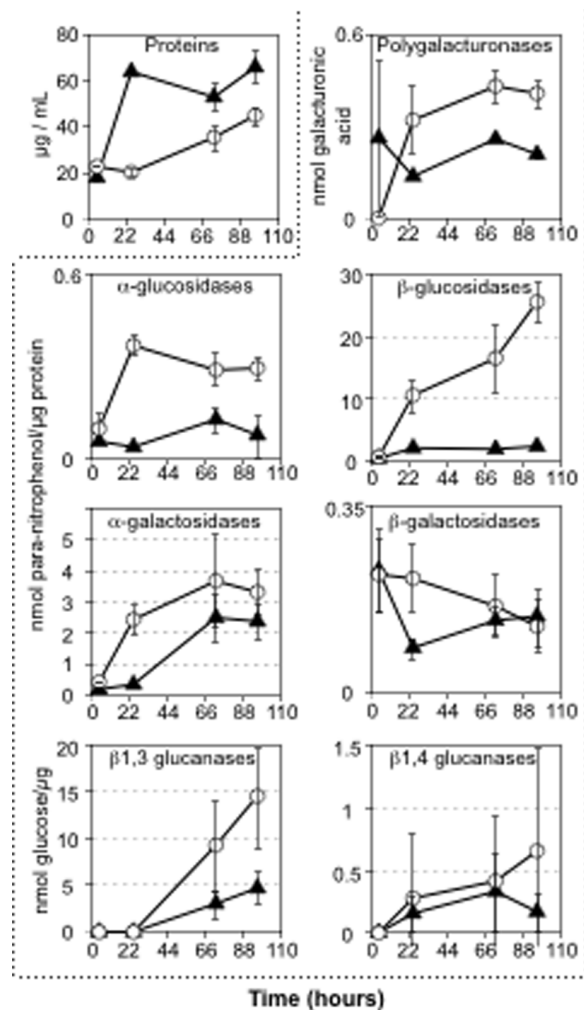 Proteins
80
60
40
20
0
µg / mL
0 22 44 66 88 110
Polygalacturonases
0.6
0
nmol galacturonic
acid
0 22 44 66 88 110
nmol para-nitrophenol/µg protein
α-glucosidases
0.6
0
0 22 44 66 88 110
β-glucosidases
30
20
10
0
0 22 44 66 88 110
α-galactosidases
5
4
3
2
1
0
0 22 44 66 88 110
β-galactosidases
0.35
0
0 22 44 66 88 110
β1,3 glucanases
20
15
10
5
0
nmol glucose/µg
0 22 44 66 88 110
β1,4 glucanases
1.5
1
0.5
0
0 22 44 66 88 110
Time (hours)